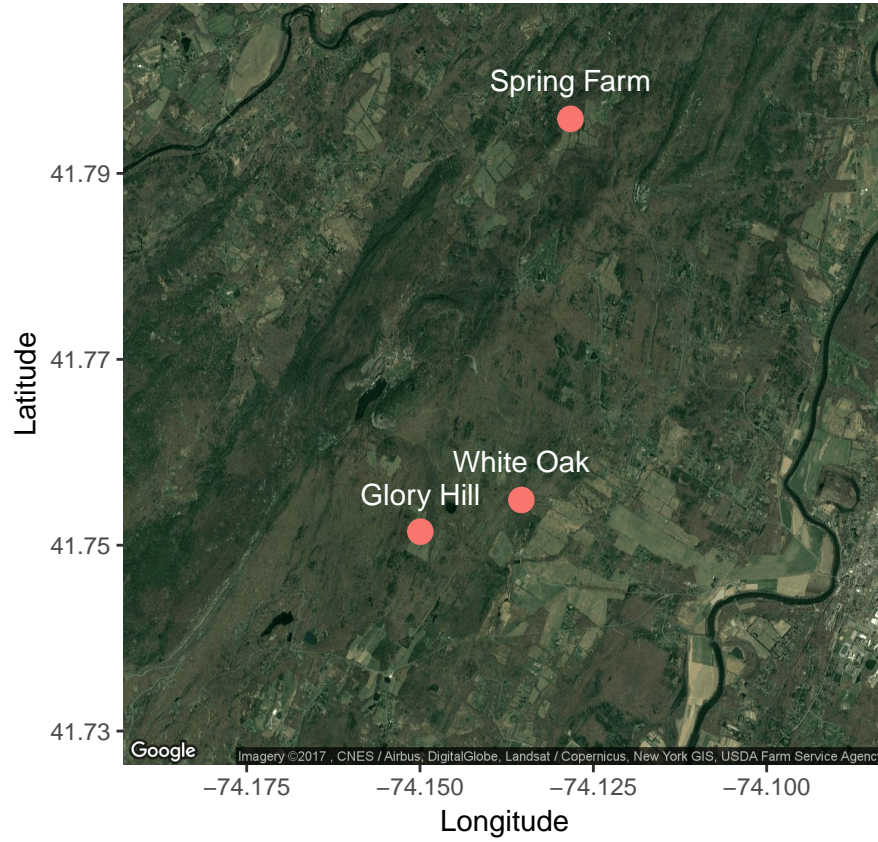 Spring Farm
41.79
41.77
Latitude
White Oak
Glory Hill
41.75
41.73
Google
Imagery ©2017 , CNES / Airbus, DigitalGlobe, Landsat / Copernicus, New York GIS, USDA Farm Service Agency
−74.175
−74.150
−74.125
−74.100
Longitude